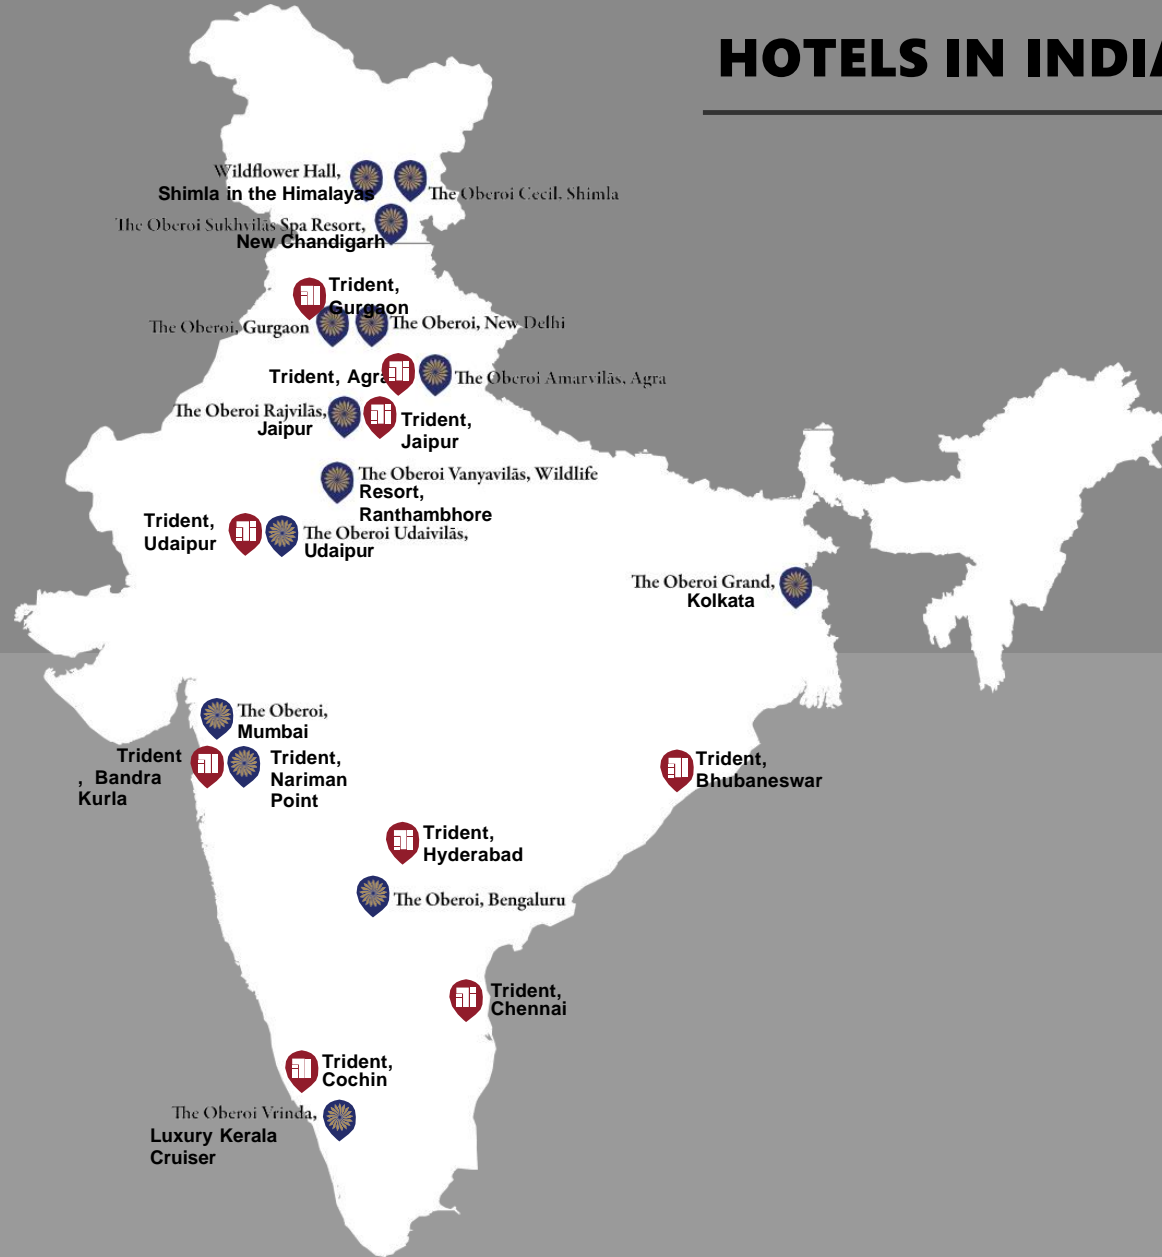 HOTELS IN INDIA
Wildflower Hall,
Shimla in the Himalayas
The Oberoi Cecil, Shimla
The Oberoi Sukhvilās Spa Resort,
New Chandigarh
Trident,
Gurgaon
The Oberoi, Gurgaon
The Oberoi, New Delhi
Trident, Agra
The Oberoi Amarvilās, Agra
The Oberoi Rajvilās,
Jaipur
Trident,
Jaipur
The Oberoi Vanyavilās, Wildlife
Resort,
Ranthambhore
Trident,
Udaipur
The Oberoi Udaivilās,
Udaipur
The Oberoi Grand,
Kolkata
The Oberoi,
Mumbai
Trident
, Bandra
Kurla
Trident,
Nariman
Point
Trident,
Bhubaneswar
Trident,
Hyderabad
The Oberoi, Bengaluru
Trident,
Chennai
Trident,
Cochin
The Oberoi Vrinda,
Luxury Kerala
Cruiser